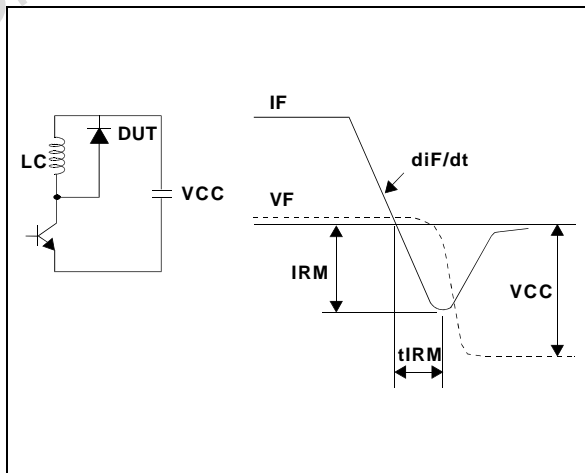 DUT
LC
VCC
IF
diF/dt
VF
IRM
VCC
tIRM